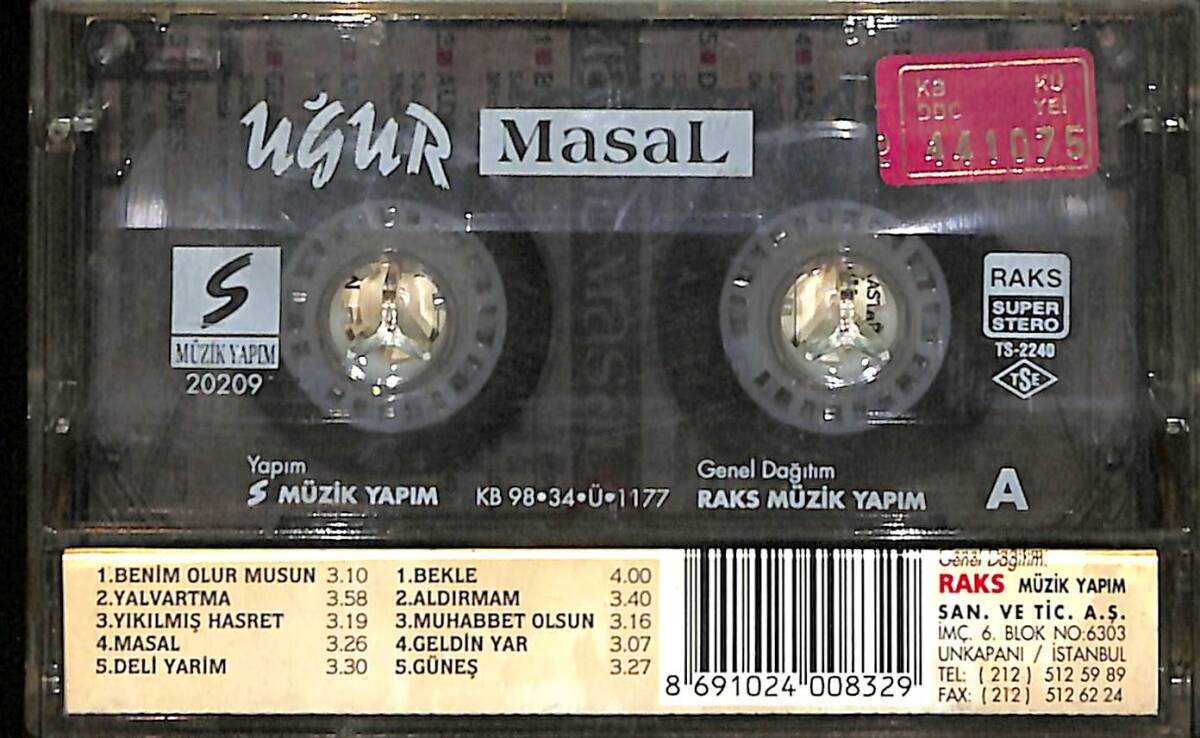 UĞUR MasaL
KB KÜ
441075
S
MÜZİK YAPIM
20209
RAKS
SUPER
STERO
TS-2240
TSE
Yapım
S MÜZİK YAPIM
KB 98•34•Ü•1177
Genel Dağıtım
RAKS MÜZİK YAPIM
A
1.BENİM OLUR MUSUN 3.10
2.YALVARTMA 3.58
3.YIKILMIŞ HASRET 3.19
4.MASAL 3.26
5.DELİ YARİM 3.30
1.BEKLE 4.00
2.ALDIRMAM 3.40
3.MUHABBET OLSUN 3.16
4.GELDİN YAR 3.07
5.GÜNEŞ 3.27
8 691024 008329
Genel Dağıtım:
RAKS MÜZİK YAPIM
SAN. VE TİC. A.Ş.
İMÇ. 6. BLOK NO:6303
UNKAPANI / İSTANBUL
TEL: (212) 512 59 89
FAX: (212) 512 62 24